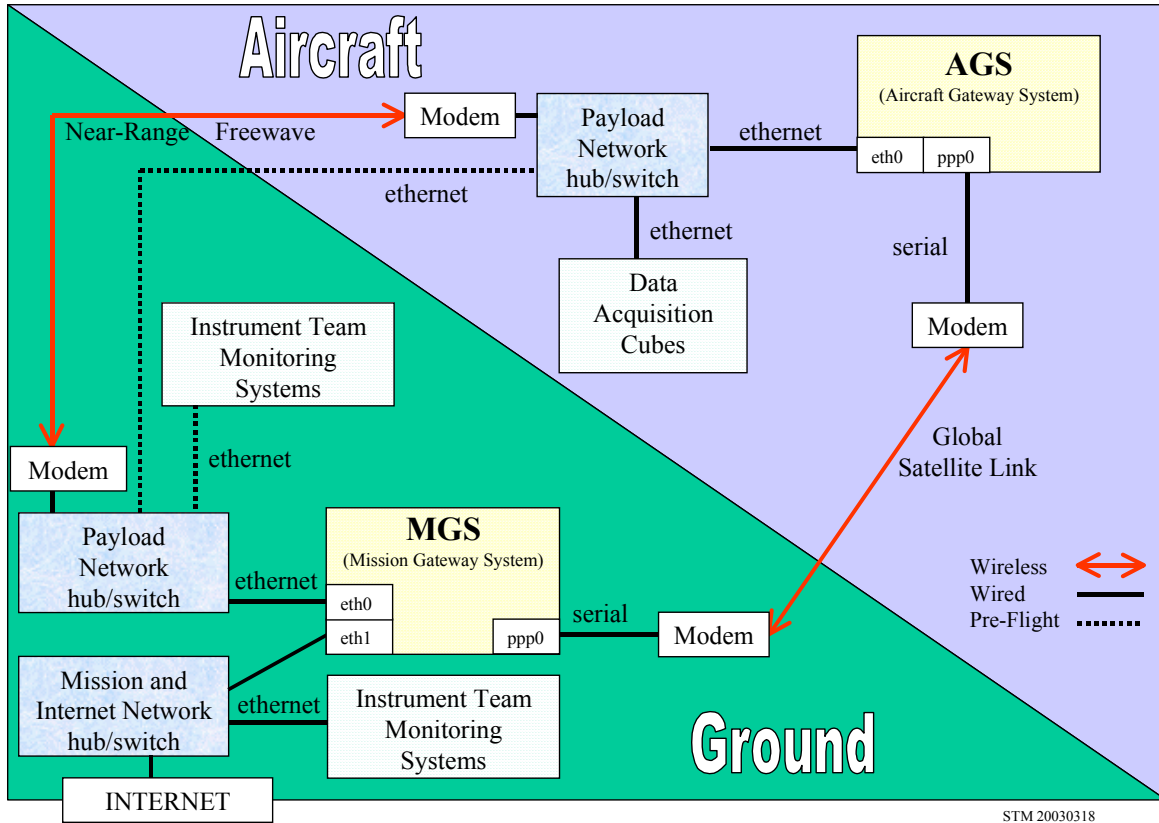 Aircraft
AGS
(Aircraft Gateway System)
eth0
ppp0
Modem
Near-Range Freewave
Payload
Network
hub/switch
ethernet
ethernet
ethernet
serial
Data
Acquisition
Cubes
Modem
Instrument Team
Monitoring
Systems
ethernet
Global
Satellite Link
Modem
Payload
Network
hub/switch
ethernet
MGS
(Mission Gateway System)
eth0
eth1
ppp0
serial
Modem
Wireless
Wired
Pre-Flight
Mission and
Internet Network
hub/switch
ethernet
Instrument Team
Monitoring
Systems
Ground
INTERNET
STM 20030318